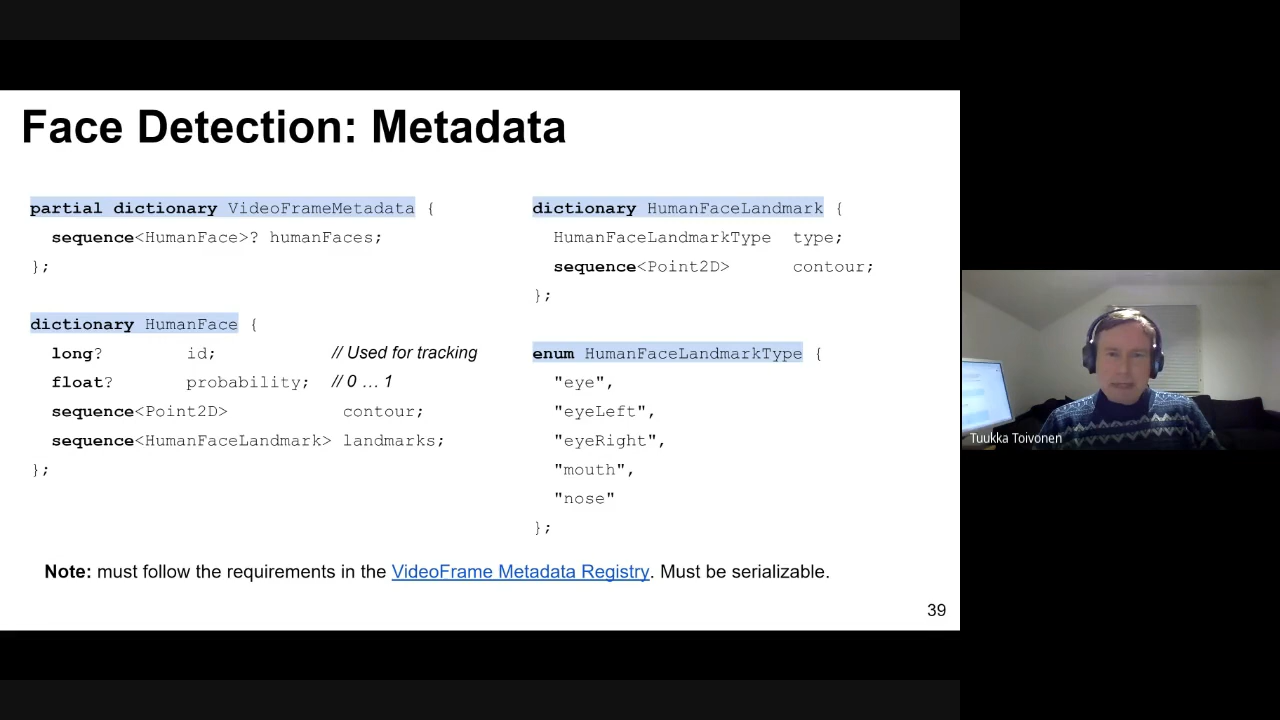 Face Detection: Metadata
partial dictionary VideoFrameMetadata {
sequence<HumanFace>? humanFaces;
};
dictionary HumanFace {
long? id; // Used for tracking
float? probability; // 0 … 1
sequence<Point2D> contour;
sequence<HumanFaceLandmark> landmarks;
};
dictionary HumanFaceLandmark {
HumanFaceLandmarkType type;
sequence<Point2D> contour;
};
enum HumanFaceLandmarkType {
"eye",
"eyeLeft",
"eyeRight",
"mouth",
"nose"
};
Note: must follow the requirements in the VideoFrame Metadata Registry. Must be serializable.
39
Tuukka Toivonen